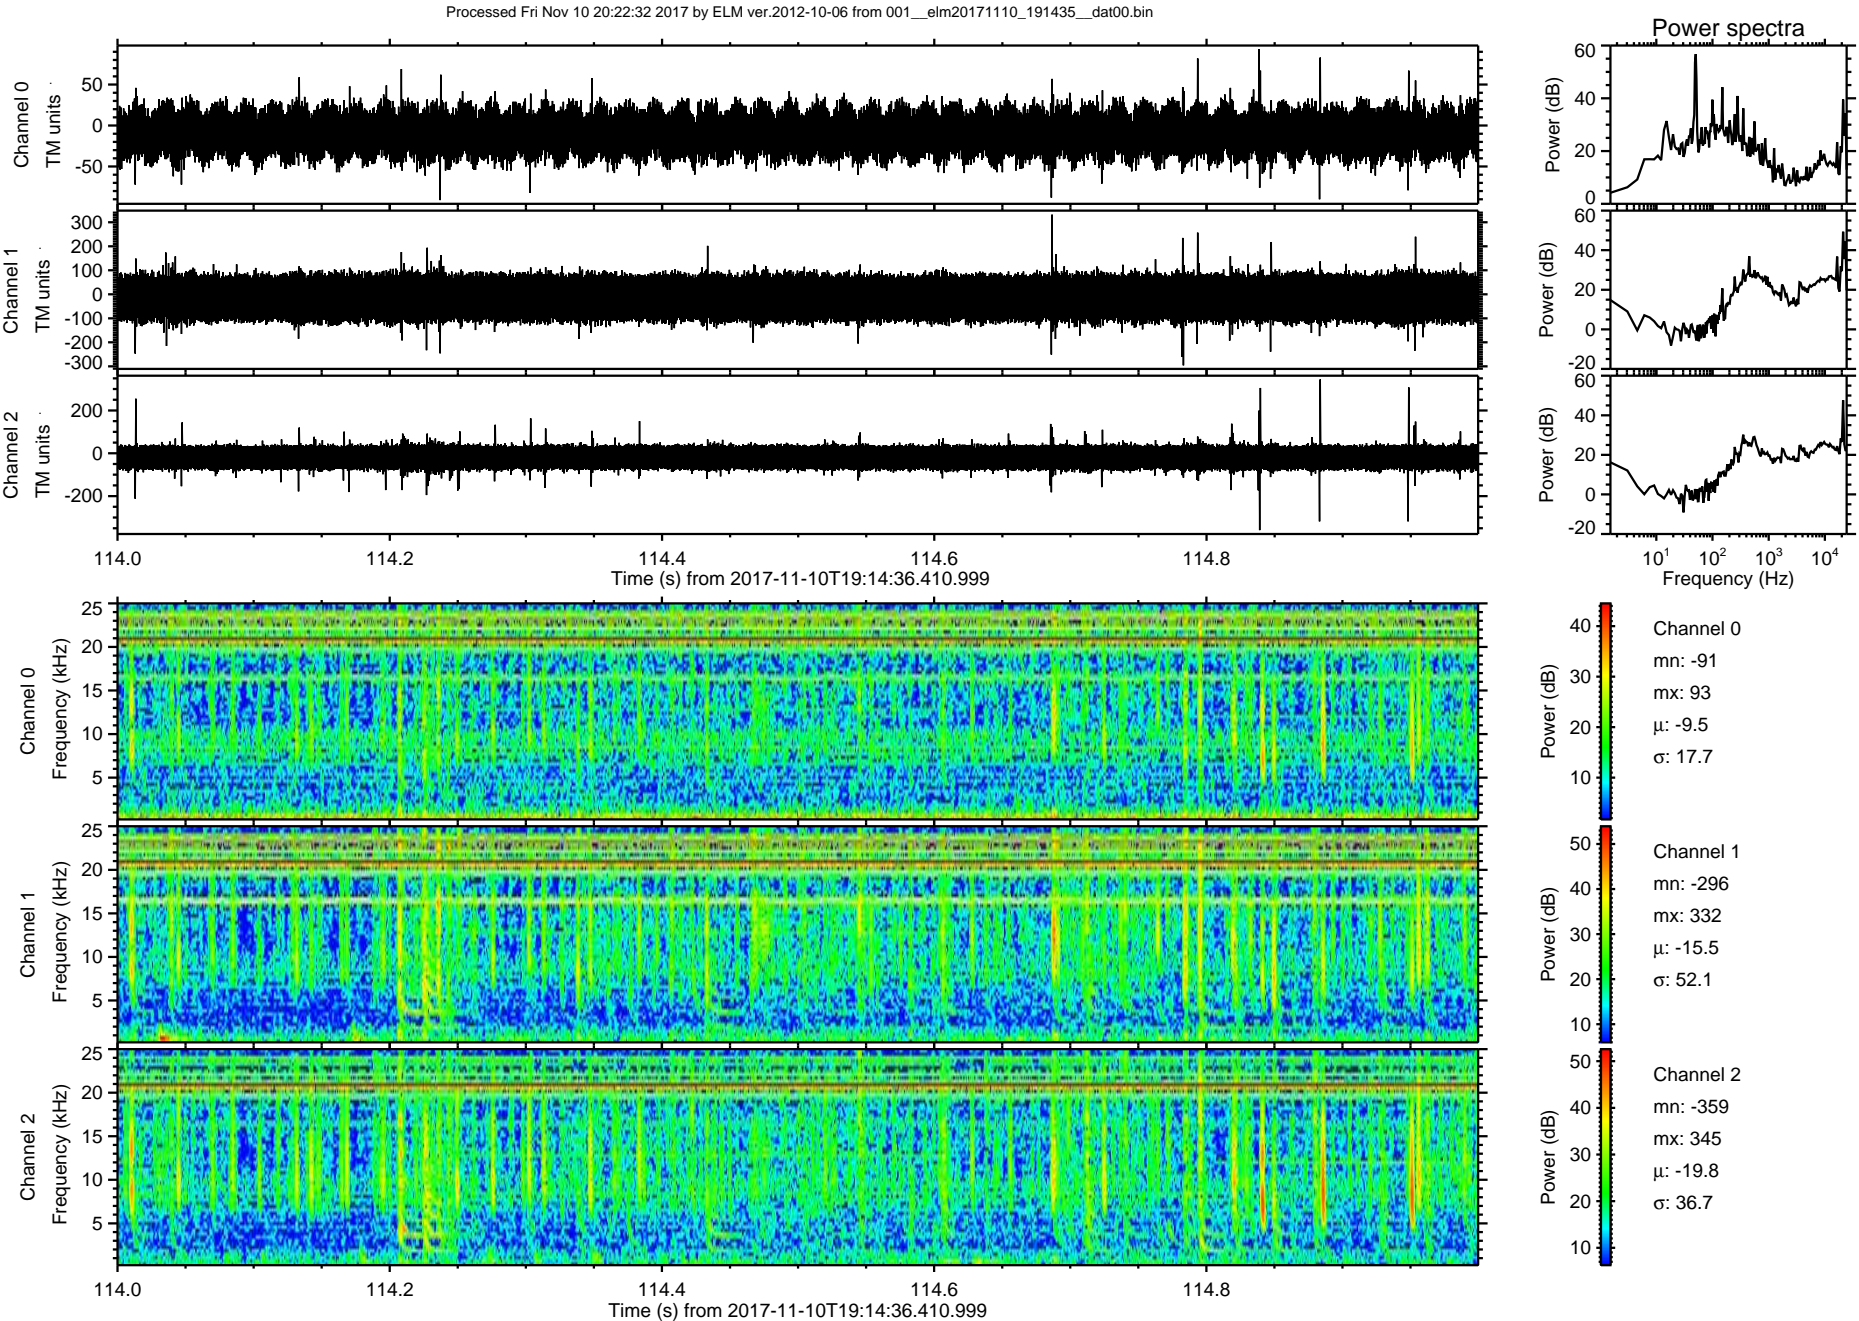 Processed Fri Nov 10 20:22:32 2017 by ELM ver.2012-10-06 from 001__elm20171110_191435__dat00.bin
Power spectra
Channel 0
TM units
50
0
-50
Power (dB)
60
40
20
0
Channel 1
TM units
300
200
100
0
-100
-200
-300
Power (dB)
60
40
20
0
-20
Channel 2
TM units
200
0
-200
Power (dB)
60
40
20
0
-20
114.0 114.2 114.4 114.6 114.8
Time (s) from 2017-11-10T19:14:36.410.999
10^1 10^2 10^3 10^4
Frequency (Hz)
Channel 0
Frequency (kHz)
25
20
15
10
5
Power (dB)
40
30
20
10
Channel 0
mn: -91
mx: 93
μ: -9.5
σ: 17.7
Channel 1
Frequency (kHz)
25
20
15
10
5
Power (dB)
50
40
30
20
10
Channel 1
mn: -296
mx: 332
μ: -15.5
σ: 52.1
Channel 2
Frequency (kHz)
25
20
15
10
5
Power (dB)
50
40
30
20
10
Channel 2
mn: -359
mx: 345
μ: -19.8
σ: 36.7
114.0 114.2 114.4 114.6 114.8
Time (s) from 2017-11-10T19:14:36.410.999